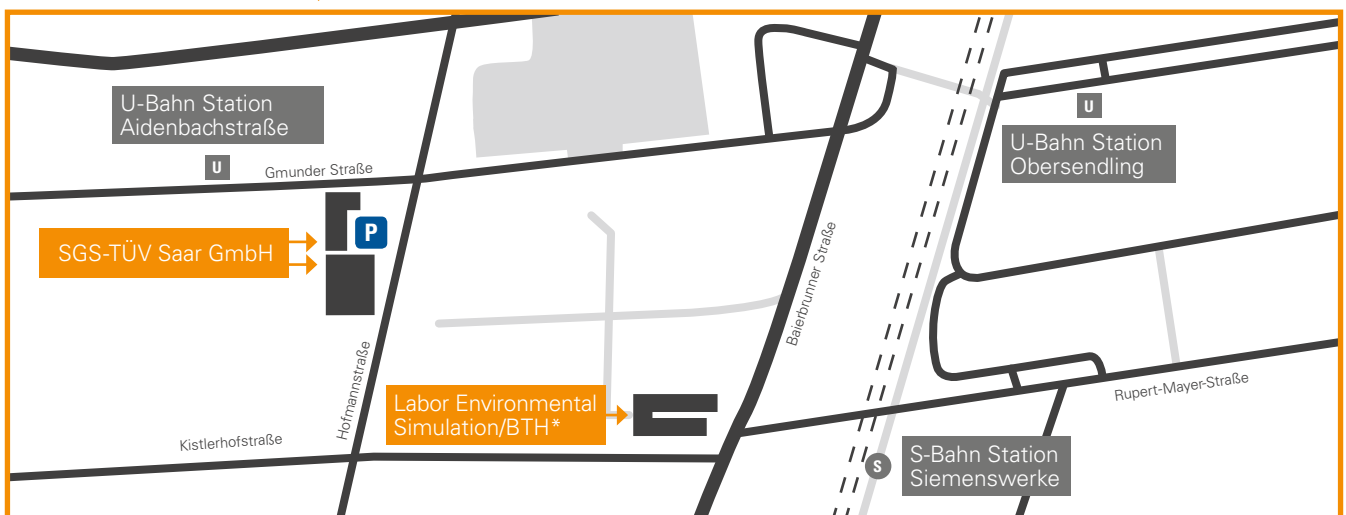 U-Bahn Station
Aidenbachstraße
U
Gmunder Straße
U
U-Bahn Station
Obersendling
P
SGS-TÜV Saar GmbH
Baierbrunner Straße
Hofmannstraße
Labor Environmental
Simulation/BTH*
Rupert-Mayer-Straße
Kistlerhofstraße
S
S-Bahn Station
Siemenswerke